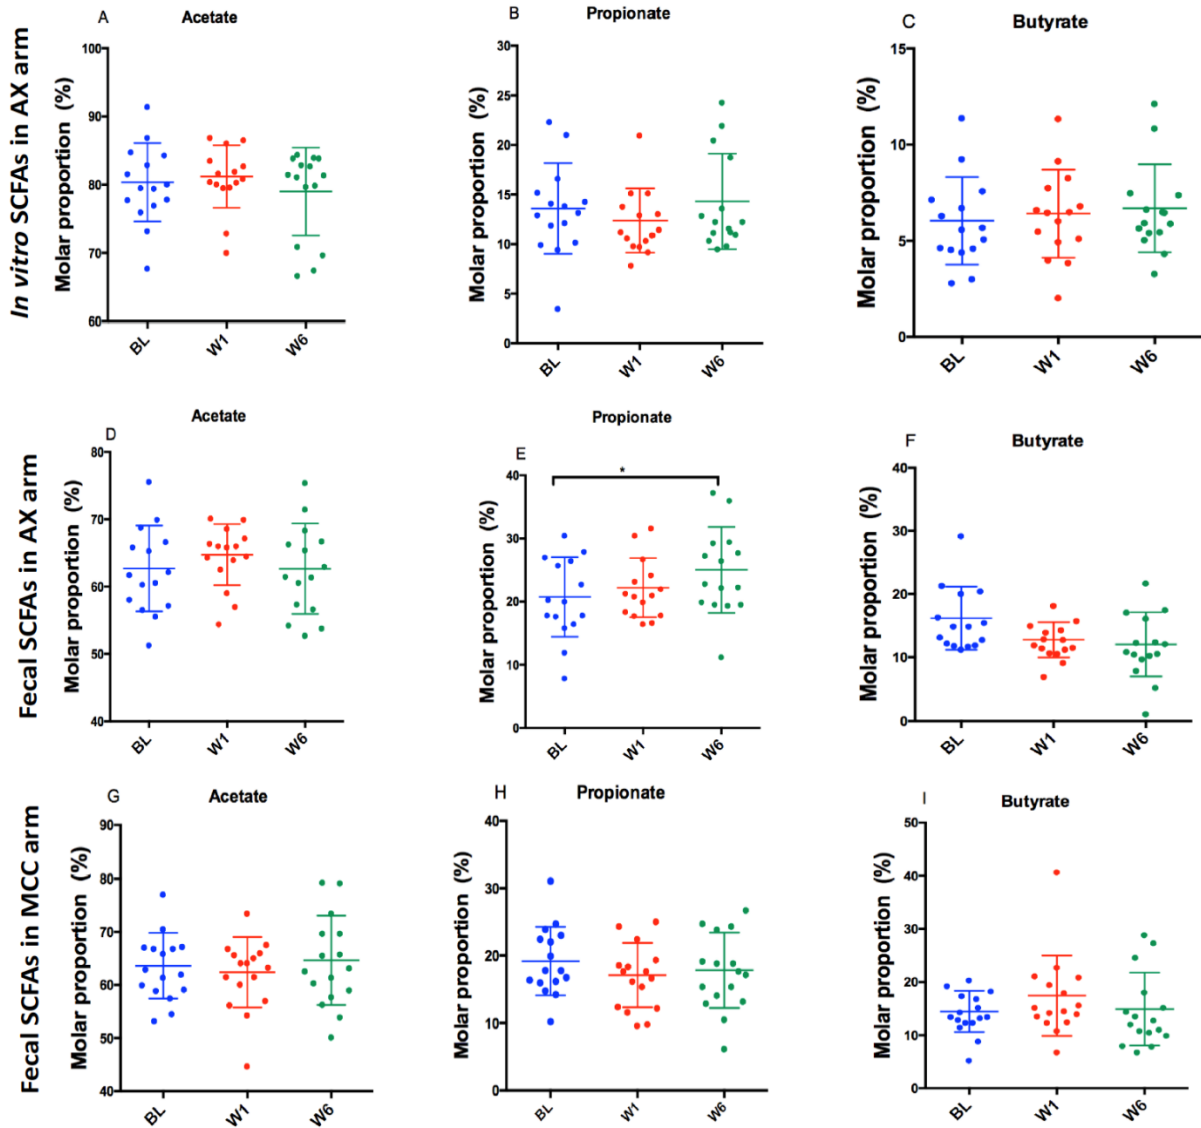 In vitro SCFAs in AX arm
A
Acetate
Molar proportion (%)
100
90
80
70
60
BL
W1
W6
B
Propionate
Molar proportion (%)
30
25
20
15
10
5
0
BL
W1
W6
C
Butyrate
Molar proportion (%)
15
10
5
0
BL
W1
W6
Fecal SCFAs in AX arm
D
Acetate
Molar proportion (%)
80
70
60
50
40
BL
W1
W6
E
Propionate
Molar proportion (%)
40
30
20
10
0
*
BL
W1
W6
F
Butyrate
Molar proportion (%)
40
30
20
10
0
BL
W1
W6
Fecal SCFAs in MCC arm
G
Acetate
Molar proportion (%)
90
80
70
60
50
40
BL
W1
W6
H
Propionate
Molar proportion (%)
40
30
20
10
0
BL
W1
W6
I
Butyrate
Molar proportion (%)
50
40
30
20
10
0
BL
W1
W6